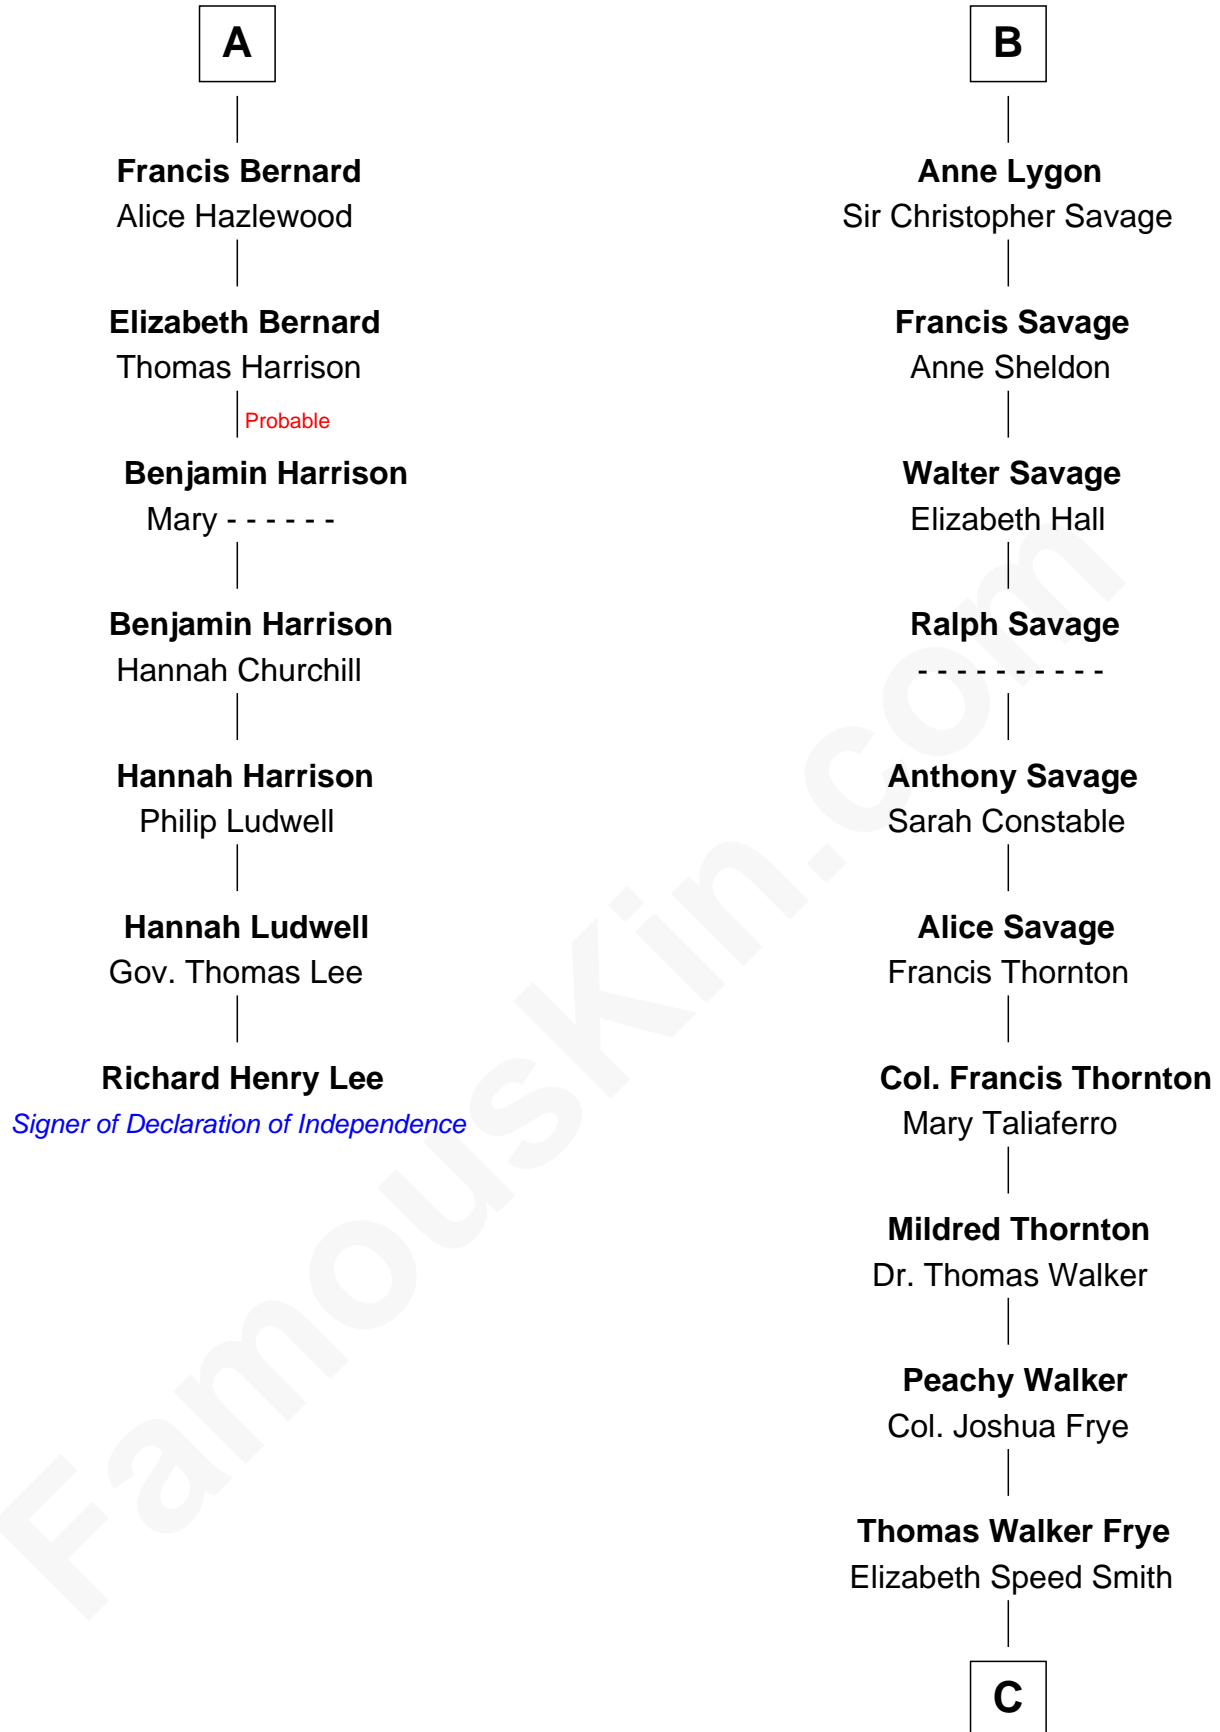 A
Francis Bernard
Alice Hazlewood
Elizabeth Bernard
Thomas Harrison
Probable
Benjamin Harrison
Mary - - - - - -
Benjamin Harrison
Hannah Churchill
Hannah Harrison
Philip Ludwell
Hannah Ludwell
Gov. Thomas Lee
Richard Henry Lee
Signer of Declaration of Independence
B
Anne Lygon
Sir Christopher Savage
Francis Savage
Anne Sheldon
Walter Savage
Elizabeth Hall
Ralph Savage
- - - - - - - - - -
Anthony Savage
Sarah Constable
Alice Savage
Francis Thornton
Col. Francis Thornton
Mary Taliaferro
Mildred Thornton
Dr. Thomas Walker
Peachy Walker
Col. Joshua Frye
Thomas Walker Frye
Elizabeth Speed Smith
C
FamousKin.com